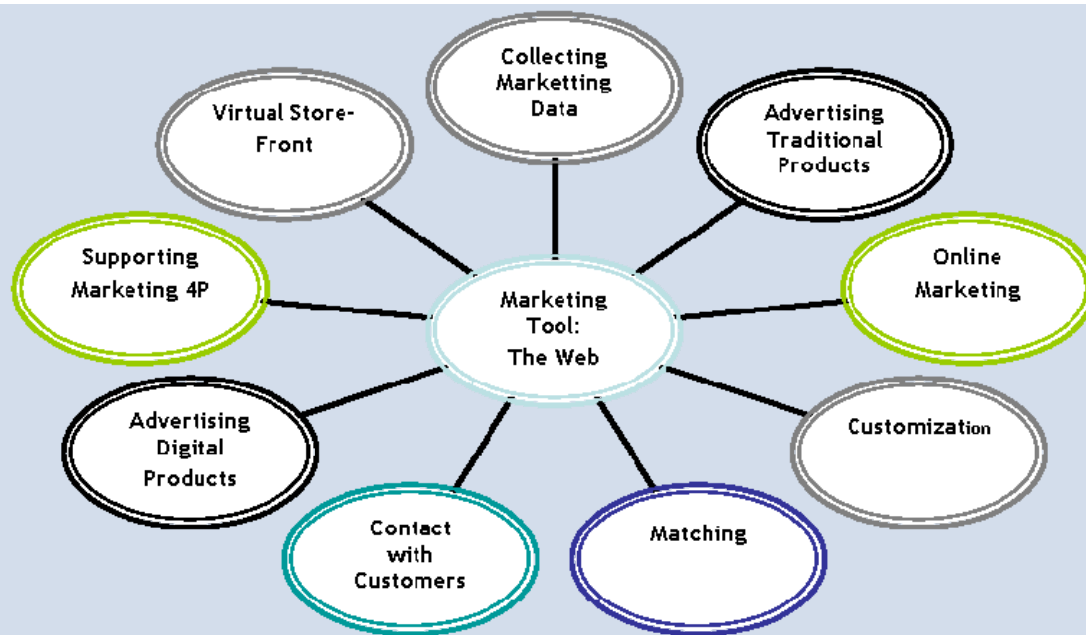 Collecting
Marketting
Data
Virtual Store-
Front
Advertising
Traditional
Products
Supporting
Marketing 4P
Marketing
Tool:
The Web
Online
Marketing
Advertising
Digital
Products
Customization
Contact
with
Customers
Matching